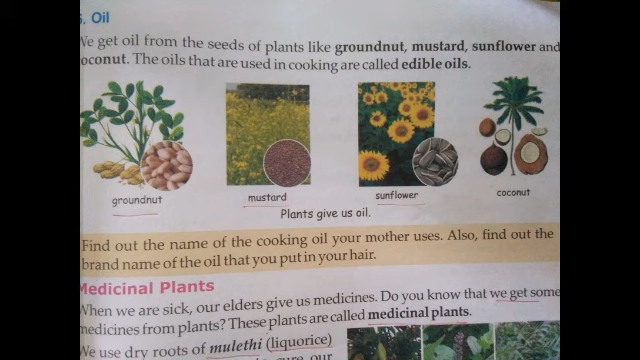 5. Oil
We get oil from the seeds of plants like groundnut, mustard, sunflower and
coconut. The oils that are used in cooking are called edible oils.
groundnut mustard sunflower coconut
Plants give us oil.
Find out the name of the cooking oil your mother uses. Also, find out the
brand name of the oil that you put in your hair.
Medicinal Plants
When we are sick, our elders give us medicines. Do you know that we get some
medicines from plants? These plants are called medicinal plants.
We use dry roots of mulethi (liquorice)
cure our